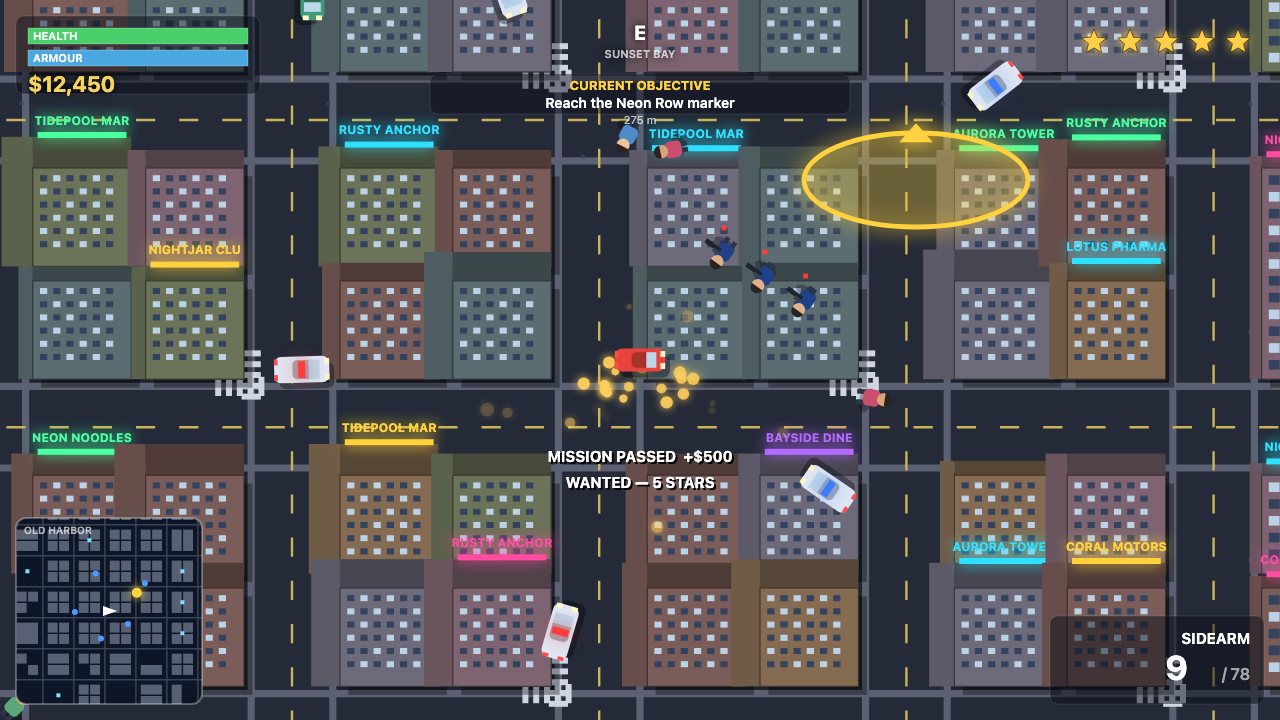 HEALTH
ARMOUR
$12,450
E
SUNSET BAY
CURRENT OBJECTIVE
Reach the Neon Row marker
275 m
TIDEPOOL MAR
RUSTY ANCHOR
TIDEPOOL MAR
AURORA TOWER
RUSTY ANCHOR
NIGHTJAR CLU
LOTUS PHARMA
NEON NOODLES
TIDEPOOL MAR
BAYSIDE DINE
MISSION PASSED +$500
WANTED — 5 STARS
OLD HARBOR
RUSTY ANCHOR
AURORA TOWE
CORAL MOTORS
SIDEARM
9 / 78